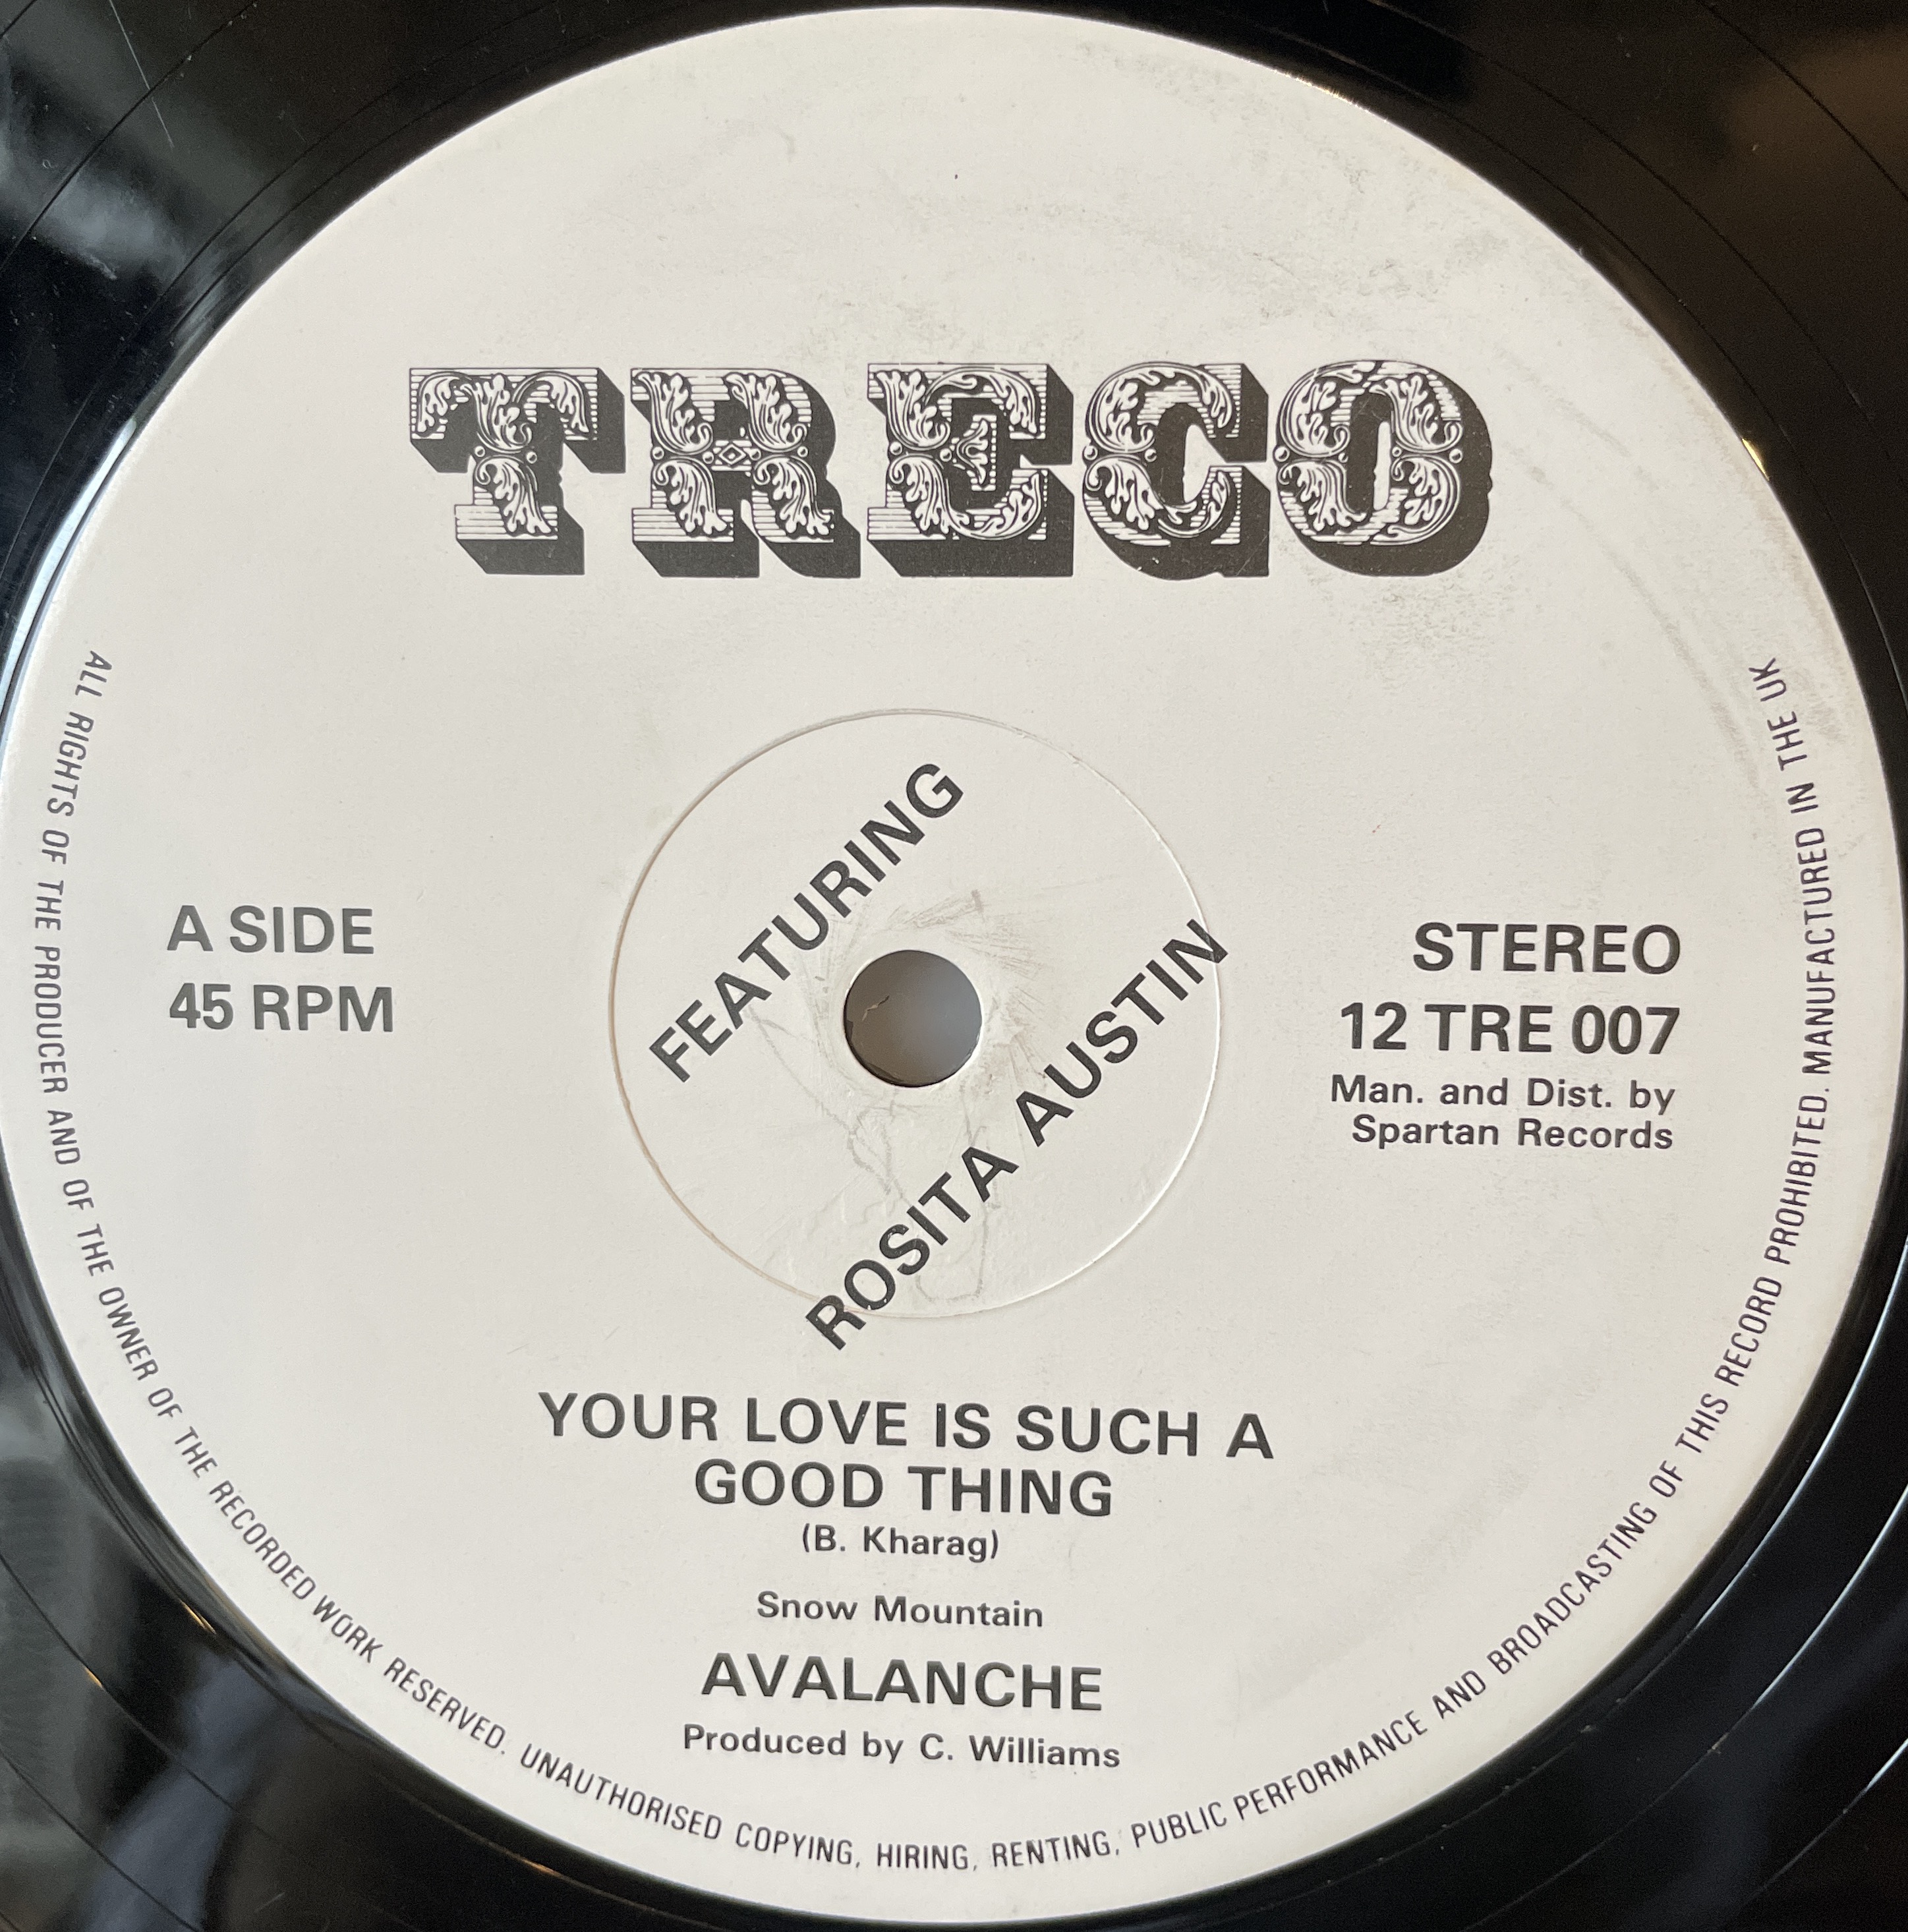 TRECO
FEATURING
ROSITA AUSTIN
A SIDE
45 RPM
STEREO
12 TRE 007
Man. and Dist. by
Spartan Records
YOUR LOVE IS SUCH A
GOOD THING
(B. Kharag)
Snow Mountain
AVALANCHE
Produced by C. Williams
ALL RIGHTS OF THE PRODUCER AND OF THE OWNER OF THE RECORDED WORK RESERVED. UNAUTHORISED COPYING, HIRING, RENTING, PUBLIC PERFORMANCE AND BROADCASTING OF THIS RECORD PROHIBITED. MANUFACTURED IN THE UK